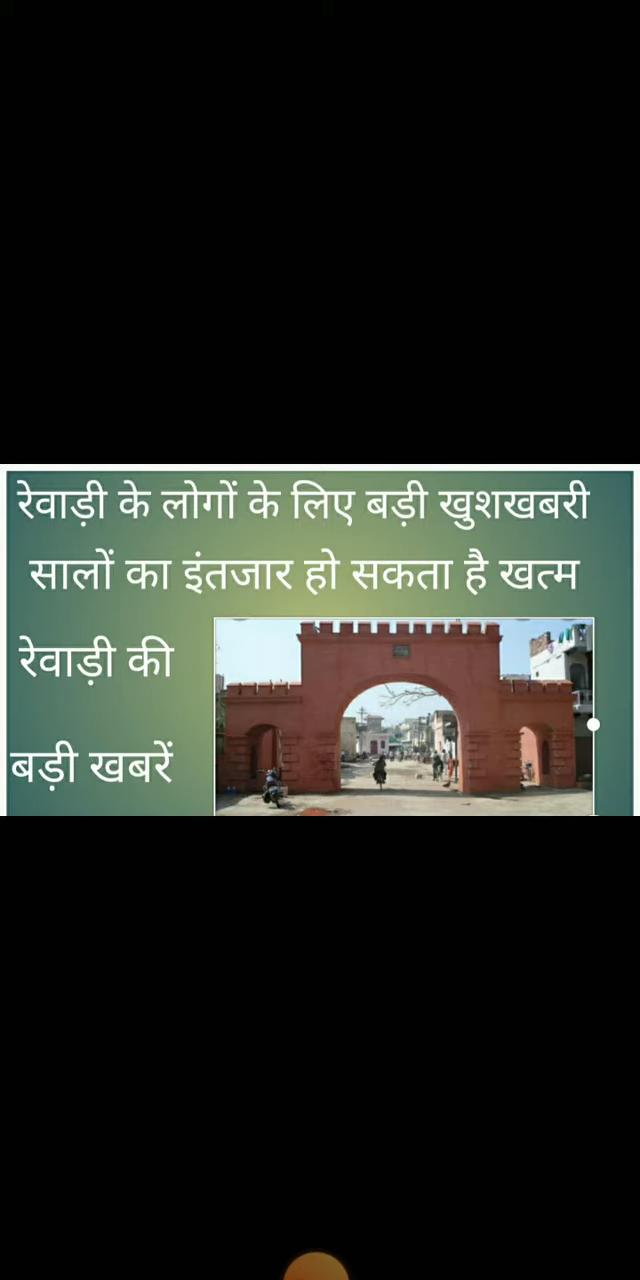 रेवाड़ी के लोगों के लिए बड़ी खुशखबरी
सालों का इंतजार हो सकता है खत्म
रेवाड़ी की
बड़ी खबरें